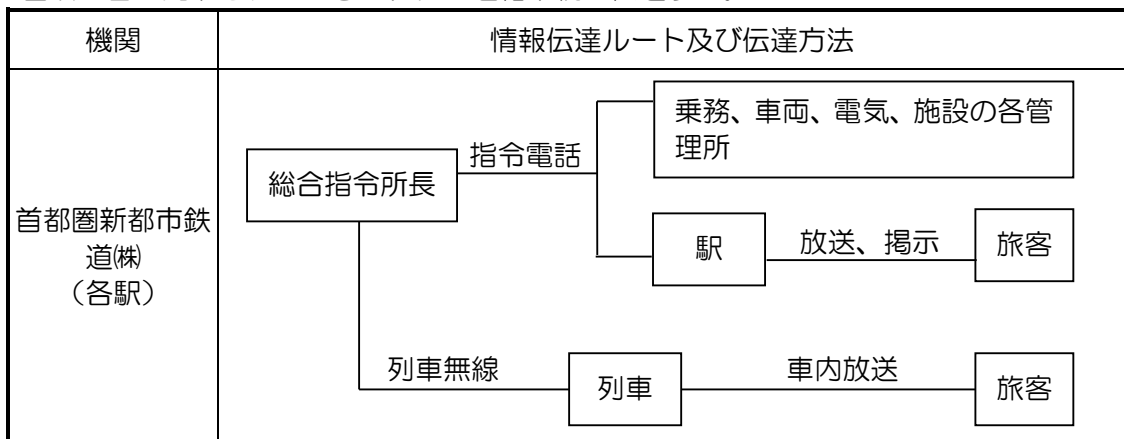 機関
情報伝達ルート及び伝達方法
首都圏新都市鉄
道㈱
（各駅）
総合指令所長
指令電話
乗務、車両、電気、施設の各管
理所
駅
放送、掲示
旅客
列車無線
列車
車内放送
旅客